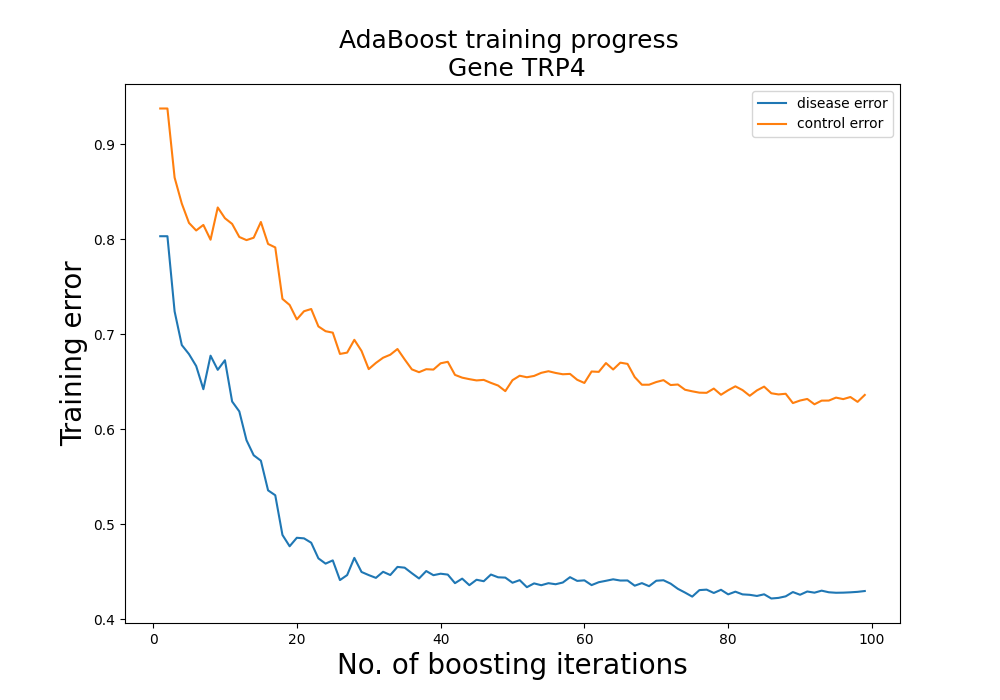 AdaBoost training progress
Gene TRP4
disease error
control error
Training error
0.9
0.8
0.7
0.6
0.5
0.4
0
20
40
60
80
100
No. of boosting iterations